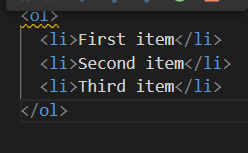 <ol>
  <li>First item</li>
  <li>Second item</li>
  <li>Third item</li>
</ol>